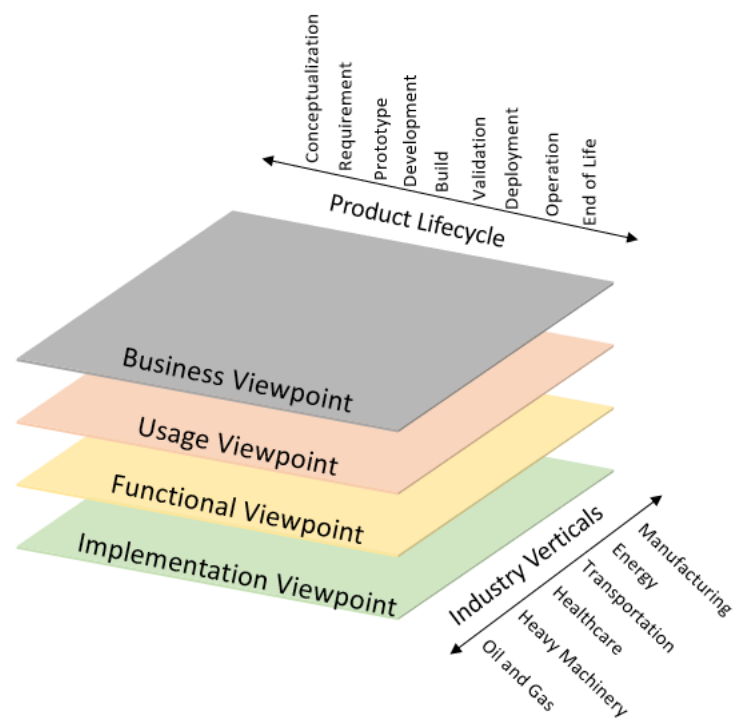 Conceptualization
Requirement
Prototype
Development
Build
Validation
Deployment
Operation
End of Life
Product Lifecycle
Business Viewpoint
Usage Viewpoint
Functional Viewpoint
Implementation Viewpoint
Industry Verticals
Manufacturing
Energy
Transportation
Healthcare
Heavy Machinery
Oil and Gas